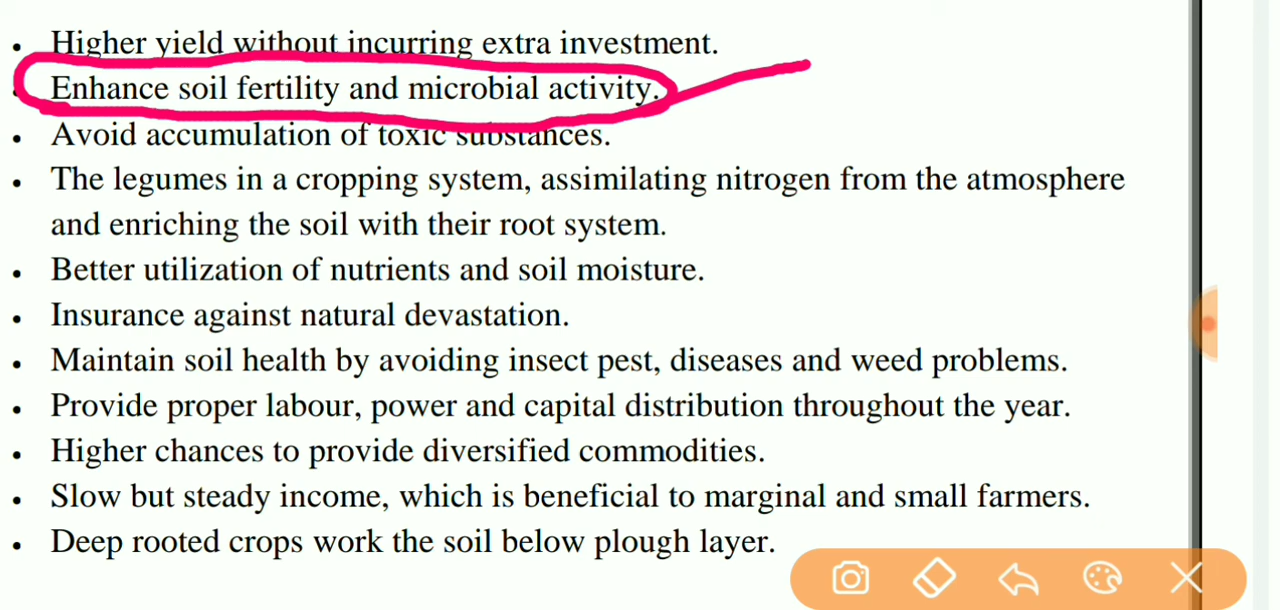 • Higher yield without incurring extra investment.
Enhance soil fertility and microbial activity.
• Avoid accumulation of toxic substances.
• The legumes in a cropping system, assimilating nitrogen from the atmosphere
and enriching the soil with their root system.
• Better utilization of nutrients and soil moisture.
• Insurance against natural devastation.
• Maintain soil health by avoiding insect pest, diseases and weed problems.
• Provide proper labour, power and capital distribution throughout the year.
• Higher chances to provide diversified commodities.
• Slow but steady income, which is beneficial to marginal and small farmers.
• Deep rooted crops work the soil below plough layer.